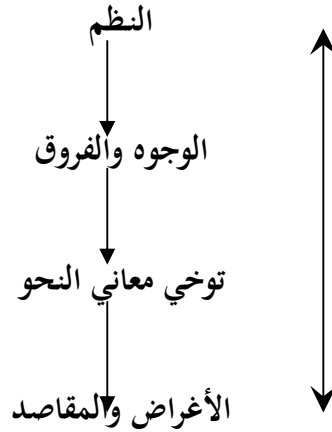 النظم
الوجوه والفروق
توخي معاني النحو
الأغراض والمقاصد